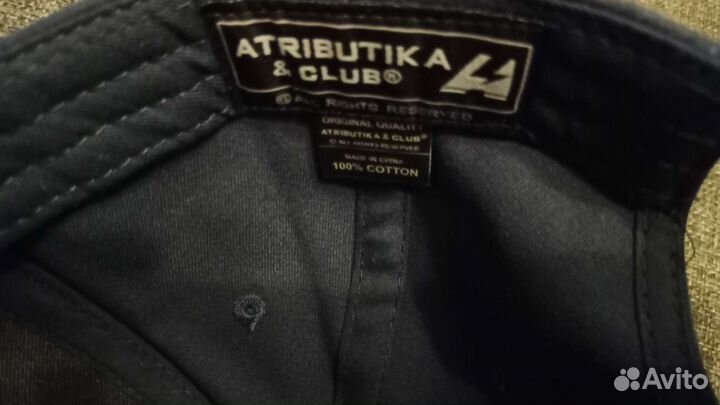 ATRIBUTIKA
& CLUB®
© ALL RIGHTS RESERVED
ORIGINAL QUALITY
ATRIBUTIKA & CLUB®
© ALL RIGHTS RESERVED
MADE IN CHINA
100% COTTON
Avito